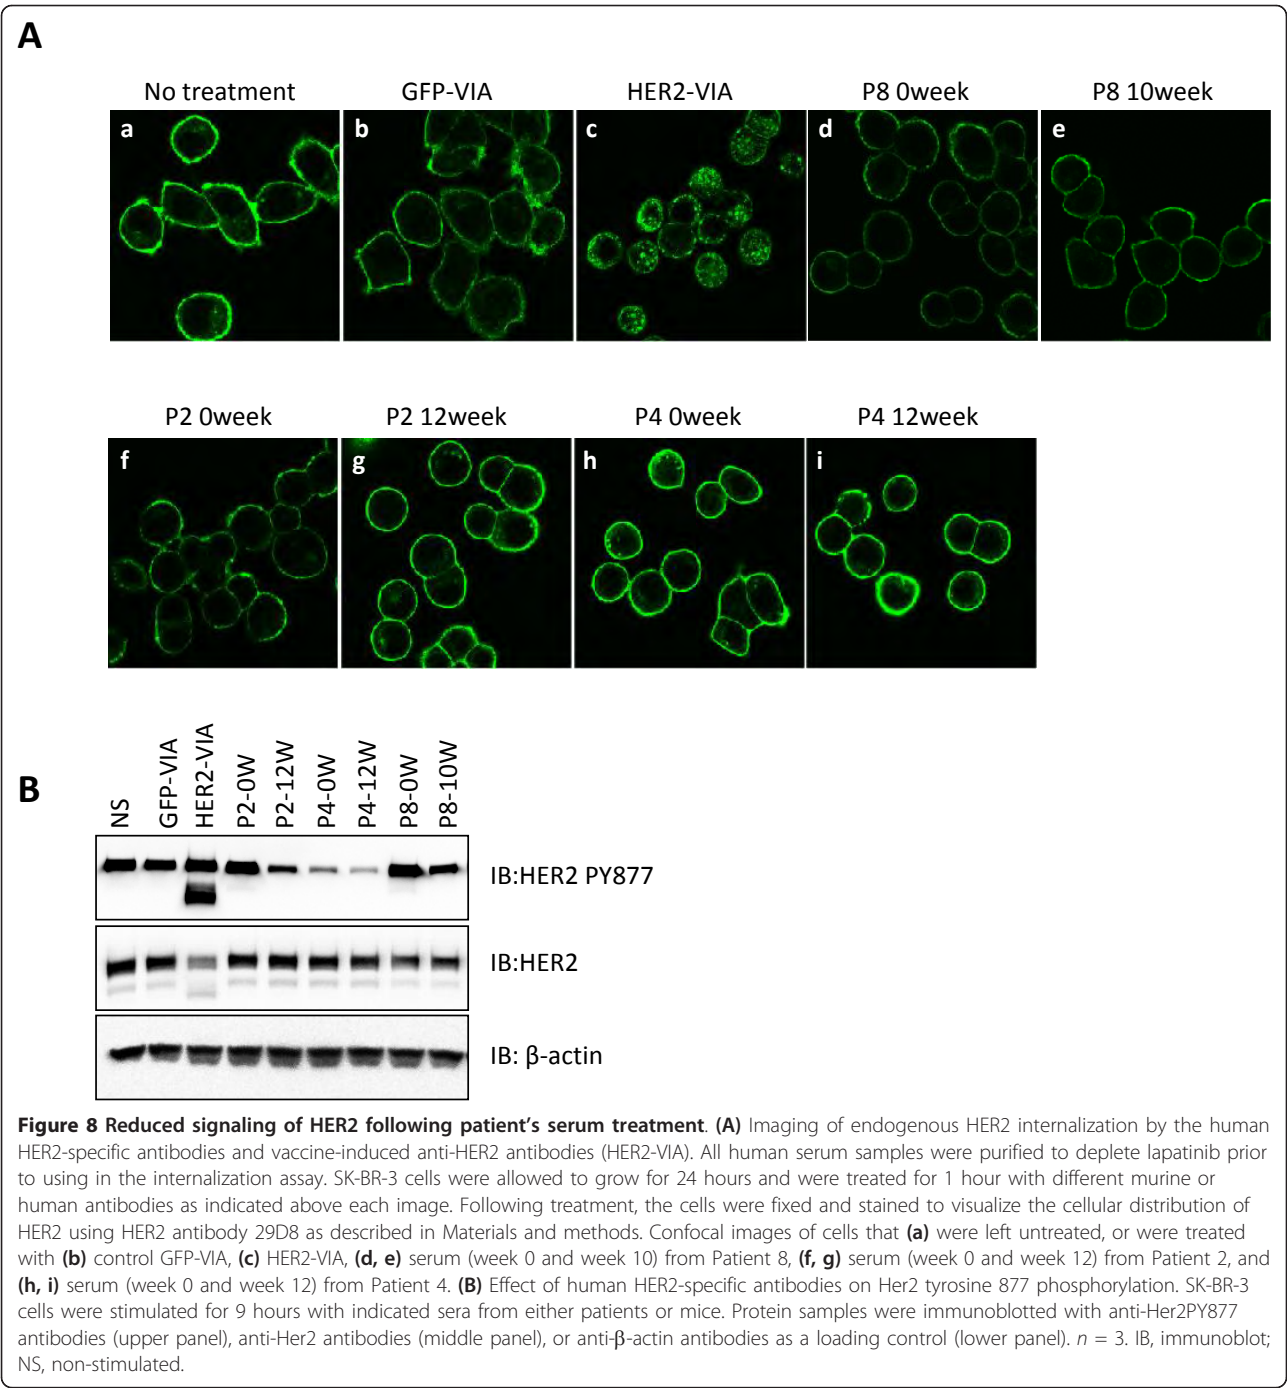 A
No treatment GFP-VIA HER2-VIA P8 0week P8 10week
a b c d e
P2 0week P2 12week P4 0week P4 12week
f g h i
B
NS GFP-VIA HER2-VIA P2-0W P2-12W P4-0W P4-12W P8-0W P8-10W
IB:HER2 PY877
IB:HER2
IB: β-actin
Figure 8 Reduced signaling of HER2 following patient's serum treatment. (A) Imaging of endogenous HER2 internalization by the human
HER2-specific antibodies and vaccine-induced anti-HER2 antibodies (HER2-VIA). All human serum samples were purified to deplete lapatinib prior
to using in the internalization assay. SK-BR-3 cells were allowed to grow for 24 hours and were treated for 1 hour with different murine or
human antibodies as indicated above each image. Following treatment, the cells were fixed and stained to visualize the cellular distribution of
HER2 using HER2 antibody 29D8 as described in Materials and methods. Confocal images of cells that (a) were left untreated, or were treated
with (b) control GFP-VIA, (c) HER2-VIA, (d, e) serum (week 0 and week 10) from Patient 8, (f, g) serum (week 0 and week 12) from Patient 2, and
(h, i) serum (week 0 and week 12) from Patient 4. (B) Effect of human HER2-specific antibodies on Her2 tyrosine 877 phosphorylation. SK-BR-3
cells were stimulated for 9 hours with indicated sera from either patients or mice. Protein samples were immunoblotted with anti-Her2PY877
antibodies (upper panel), anti-Her2 antibodies (middle panel), or anti-β-actin antibodies as a loading control (lower panel). n = 3. IB, immunoblot;
NS, non-stimulated.